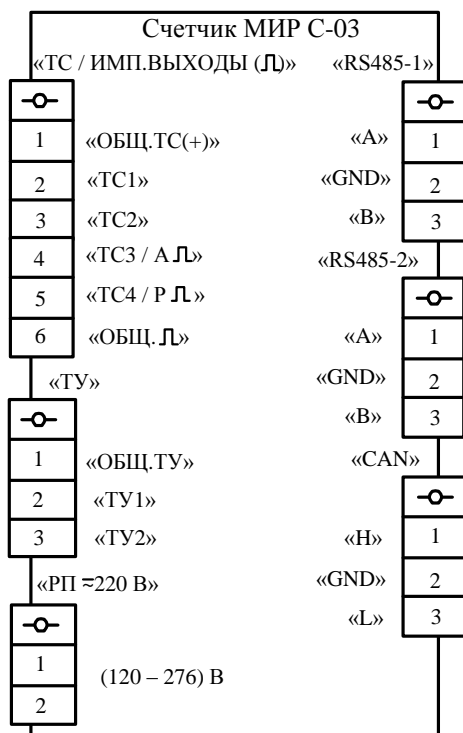 Счетчик МИР С-03
«ТС / ИМП.ВЫХОДЫ (⎍)»
1 «ОБЩ.ТС(+)»
2 «ТС1»
3 «ТС2»
4 «ТС3 / А ⎍»
5 «ТС4 / Р ⎍»
6 «ОБЩ. ⎍»
«ТУ»
1 «ОБЩ.ТУ»
2 «ТУ1»
3 «ТУ2»
«РП ≂220 В»
1
2
(120 – 276) В
«RS485-1»
«A» 1
«GND» 2
«B» 3
«RS485-2»
«A» 1
«GND» 2
«B» 3
«CAN»
«H» 1
«GND» 2
«L» 3